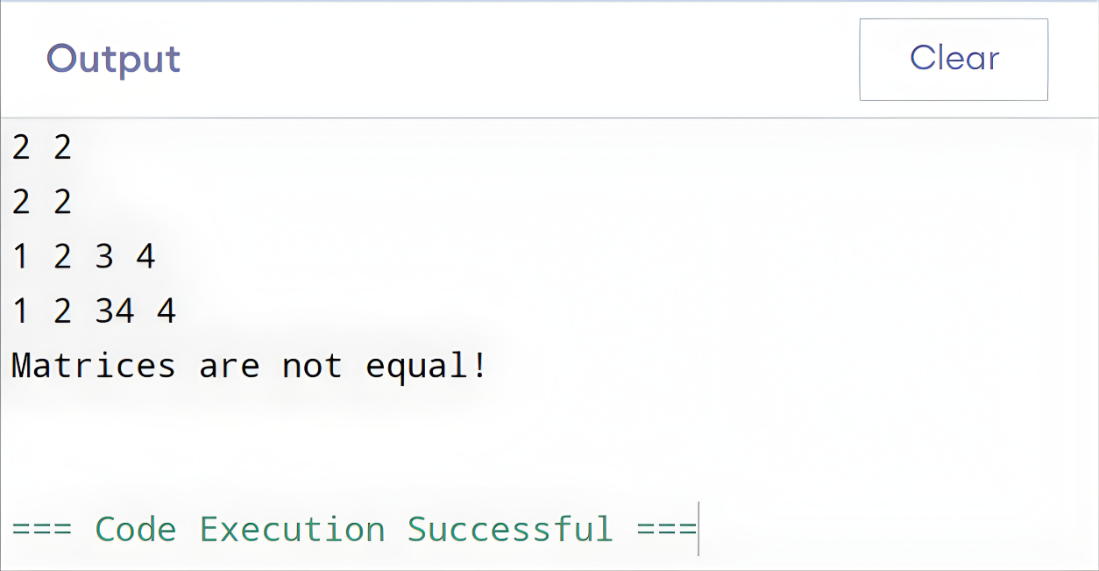 Output
Clear
2 2
2 2
1 2 3 4
1 2 34 4
Matrices are not equal!
=== Code Execution Successful ===